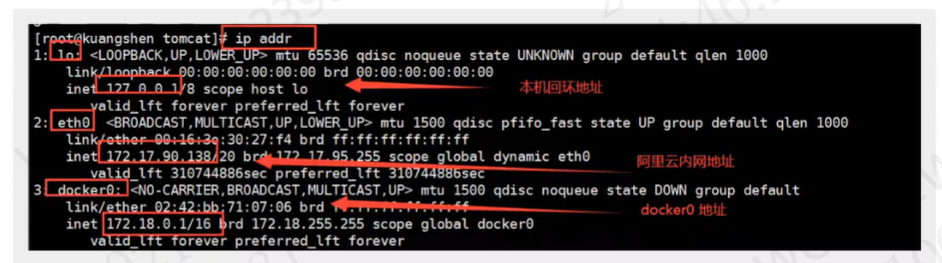 [root@kuangshen tomcat]# ip addr
1: lo: <LOOPBACK,UP,LOWER_UP> mtu 65536 qdisc noqueue state UNKNOWN group default qlen 1000
link/loopback 00:00:00:00:00:00 brd 00:00:00:00:00:00
inet 127.0.0.1/8 scope host lo 本机回环地址
valid_lft forever preferred_lft forever
2: eth0 <BROADCAST,MULTICAST,UP,LOWER_UP> mtu 1500 qdisc pfifo_fast state UP group default qlen 1000
link/ether 00:16:3e:30:27:f4 brd ff:ff:ff:ff:ff:ff
inet 172.17.90.138/20 brd 172.17.95.255 scope global dynamic eth0 阿里云内网地址
valid_lft 310744886sec preferred_lft 310744886sec
3: docker0: <NO-CARRIER,BROADCAST,MULTICAST,UP> mtu 1500 qdisc noqueue state DOWN group default
link/ether 02:42:bb:71:07:06 brd ff:ff:ff:ff:ff:ff docker0 地址
inet 172.18.0.1/16 brd 172.18.255.255 scope global docker0
valid_lft forever preferred_lft forever